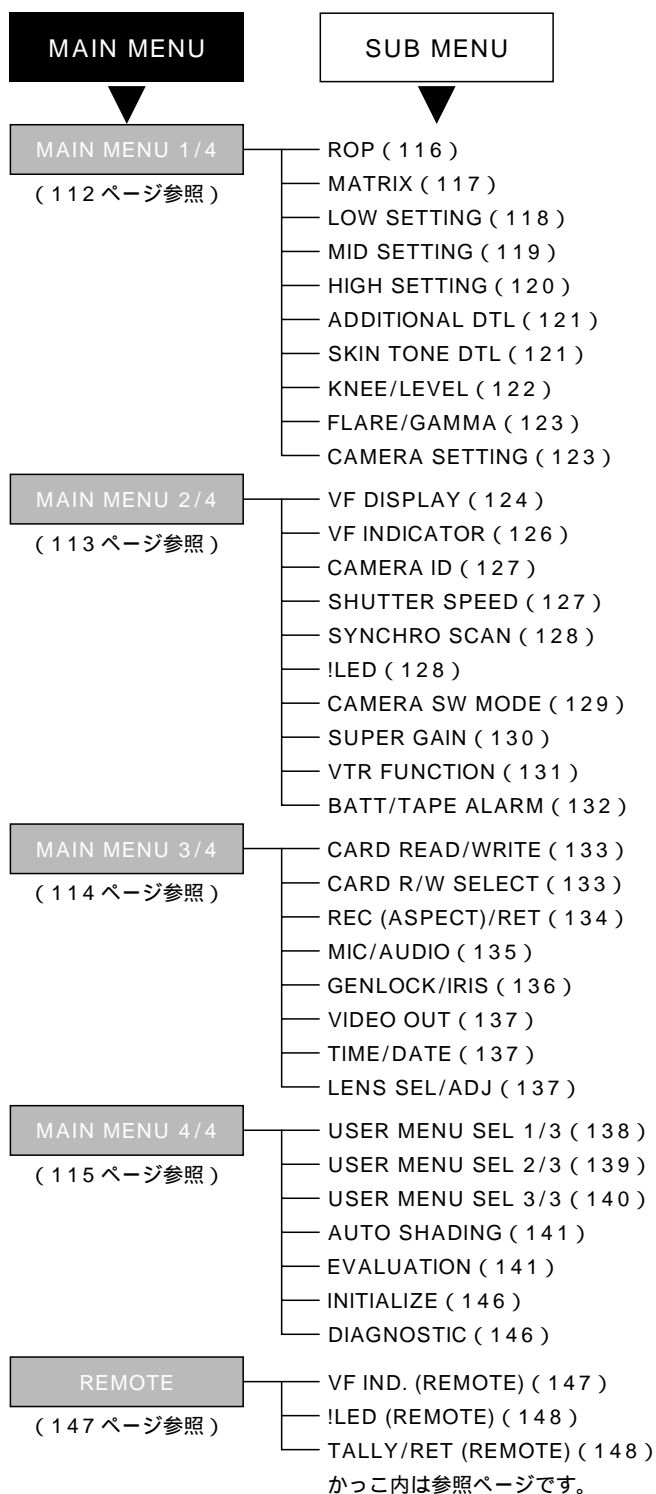 MAIN MENU
SUB MENU
MAIN MENU 1/4
(112ページ参照)
ROP(116)
MATRIX(117)
LOW SETTING(118)
MID SETTING(119)
HIGH SETTING(120)
ADDITIONAL DTL(121)
SKIN TONE DTL(121)
KNEE/LEVEL(122)
FLARE/GAMMA(123)
CAMERA SETTING(123)
MAIN MENU 2/4
(113ページ参照)
VF DISPLAY(124)
VF INDICATOR(126)
CAMERA ID(127)
SHUTTER SPEED(127)
SYNCHRO SCAN(128)
!LED(128)
CAMERA SW MODE(129)
SUPER GAIN(130)
VTR FUNCTION(131)
BATT/TAPE ALARM(132)
MAIN MENU 3/4
(114ページ参照)
CARD READ/WRITE(133)
CARD R/W SELECT(133)
REC (ASPECT)/RET(134)
MIC/AUDIO(135)
GENLOCK/IRIS(136)
VIDEO OUT(137)
TIME/DATE(137)
LENS SEL/ADJ(137)
MAIN MENU 4/4
(115ページ参照)
USER MENU SEL 1/3(138)
USER MENU SEL 2/3(139)
USER MENU SEL 3/3(140)
AUTO SHADING(141)
EVALUATION(141)
INITIALIZE(146)
DIAGNOSTIC(146)
REMOTE
(147ページ参照)
VF IND. (REMOTE)(147)
!LED (REMOTE)(148)
TALLY/RET (REMOTE)(148)
かっこ内は参照ページです。